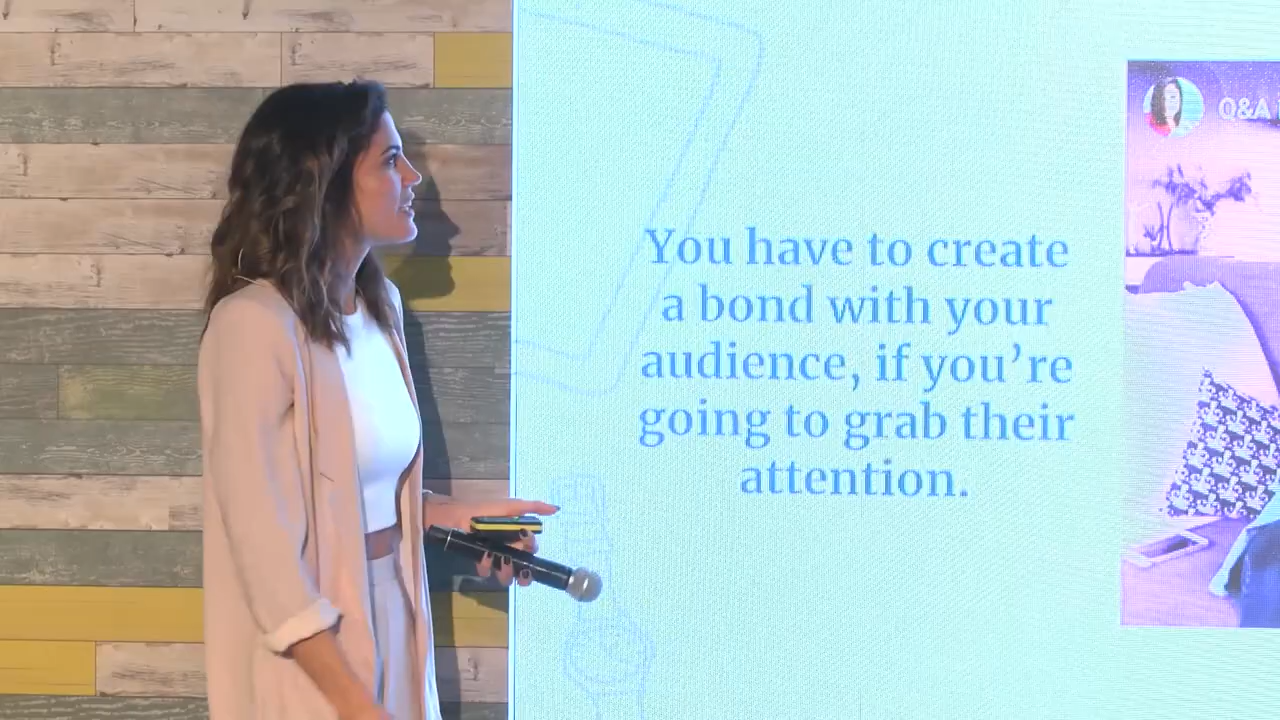 You have to create
a bond with your
audience, if you’re
going to grab their
attention.
Q&A